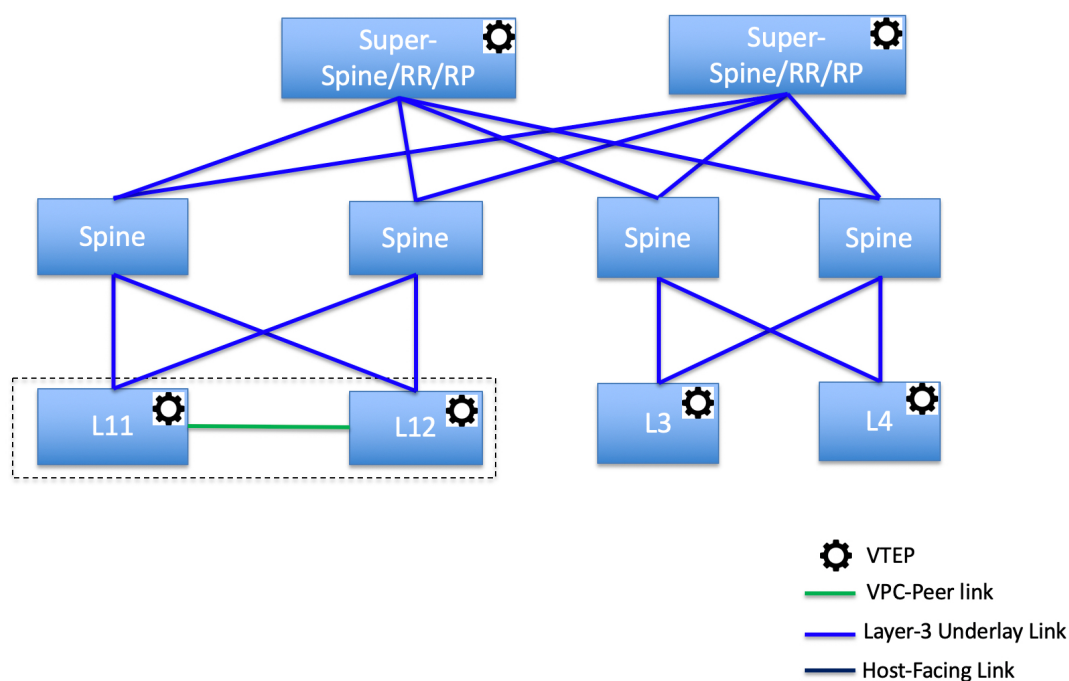 Super-
Spine/RR/RP
Super-
Spine/RR/RP
Spine
Spine
Spine
Spine
L11
L12
L3
L4
VTEP
VPC-Peer link
Layer-3 Underlay Link
Host-Facing Link